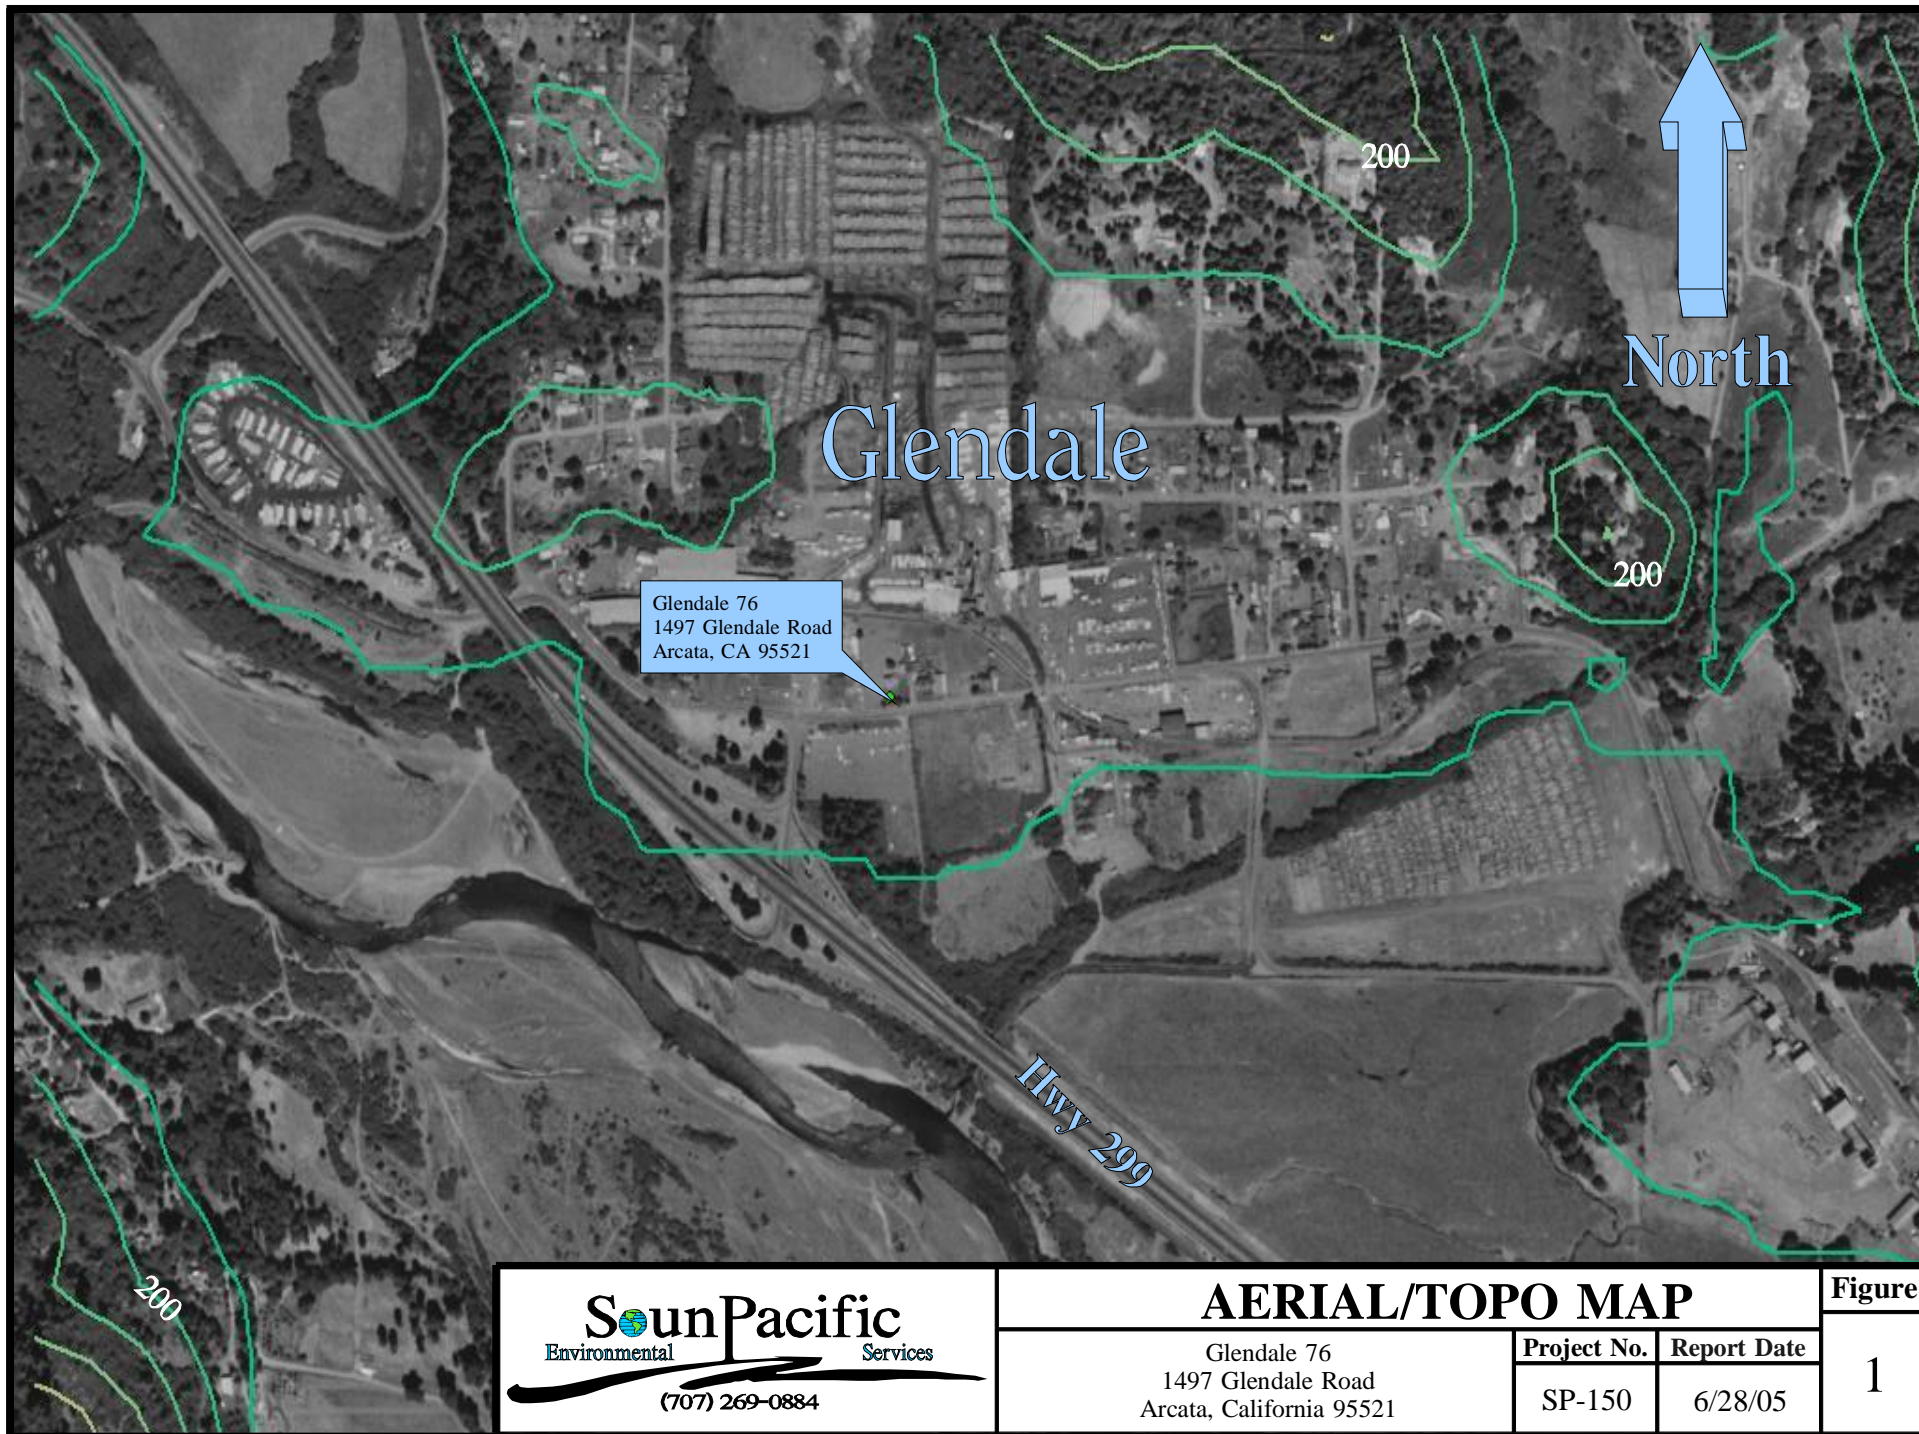 200
North
Glendale
200
Glendale 76
1497 Glendale Road
Arcata, CA 95521
Hwy 299
200
SounPacific
Environmental Services
(707) 269-0884
AERIAL/TOPO MAP
Glendale 76
1497 Glendale Road
Arcata, California 95521
Project No.
SP-150
Report Date
6/28/05
Figure
1